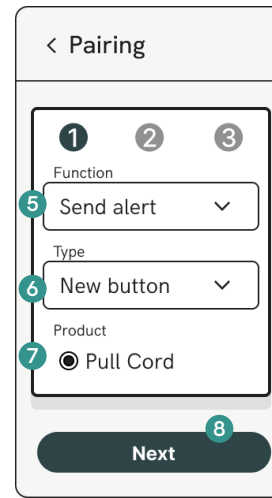 < Pairing
1 2 3
Function
5 Send alert
Type
6 New button
Product
7 Pull Cord
8
Next